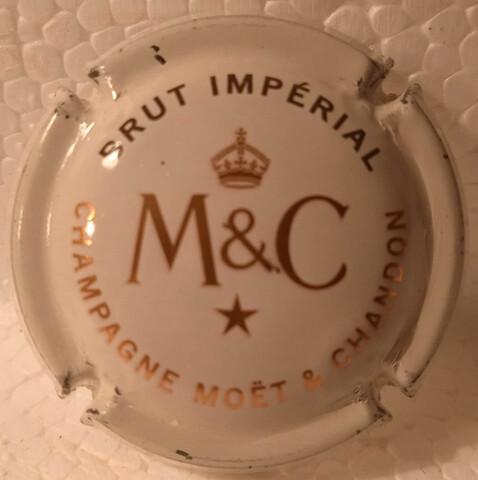 BRUT IMPÉRIAL
M&C
CHAMPAGNE MOËT & CHANDON